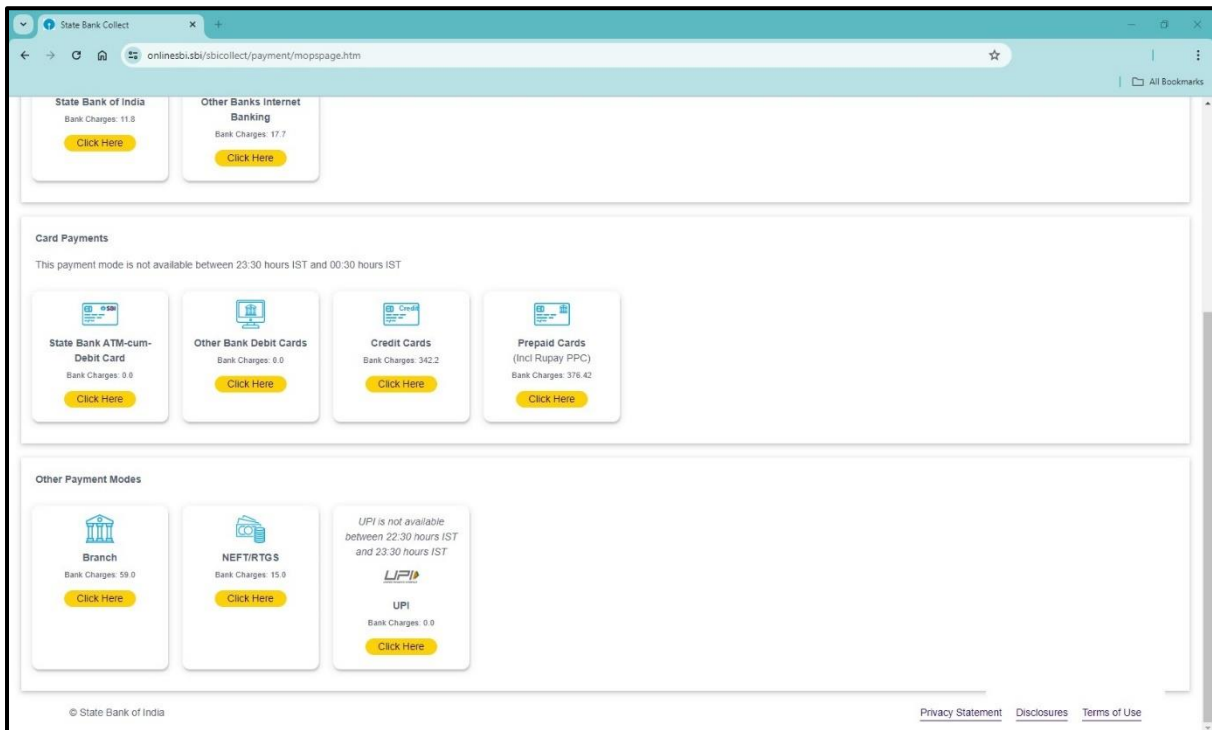 State Bank Collect
onlinesbi.sbi/sbicollect/payment/mopspage.htm
All Bookmarks
State Bank of India
Bank Charges: 11.8
Click Here
Other Banks Internet
Banking
Bank Charges: 17.7
Click Here
Card Payments
This payment mode is not available between 23:30 hours IST and 00:30 hours IST
SBI
State Bank ATM-cum-
Debit Card
Bank Charges: 0.0
Click Here
Other Bank Debit Cards
Bank Charges: 0.0
Click Here
Credit
Credit Cards
Bank Charges: 342.2
Click Here
Prepaid Cards
(Incl Rupay PPC)
Bank Charges: 376.42
Click Here
Other Payment Modes
Branch
Bank Charges: 59.0
Click Here
NEFT/RTGS
Bank Charges: 15.0
Click Here
UPI is not available
between 22:30 hours IST
and 23:30 hours IST
UPI
UPI
Bank Charges: 0.0
Click Here
© State Bank of India
Privacy Statement Disclosures Terms of Use